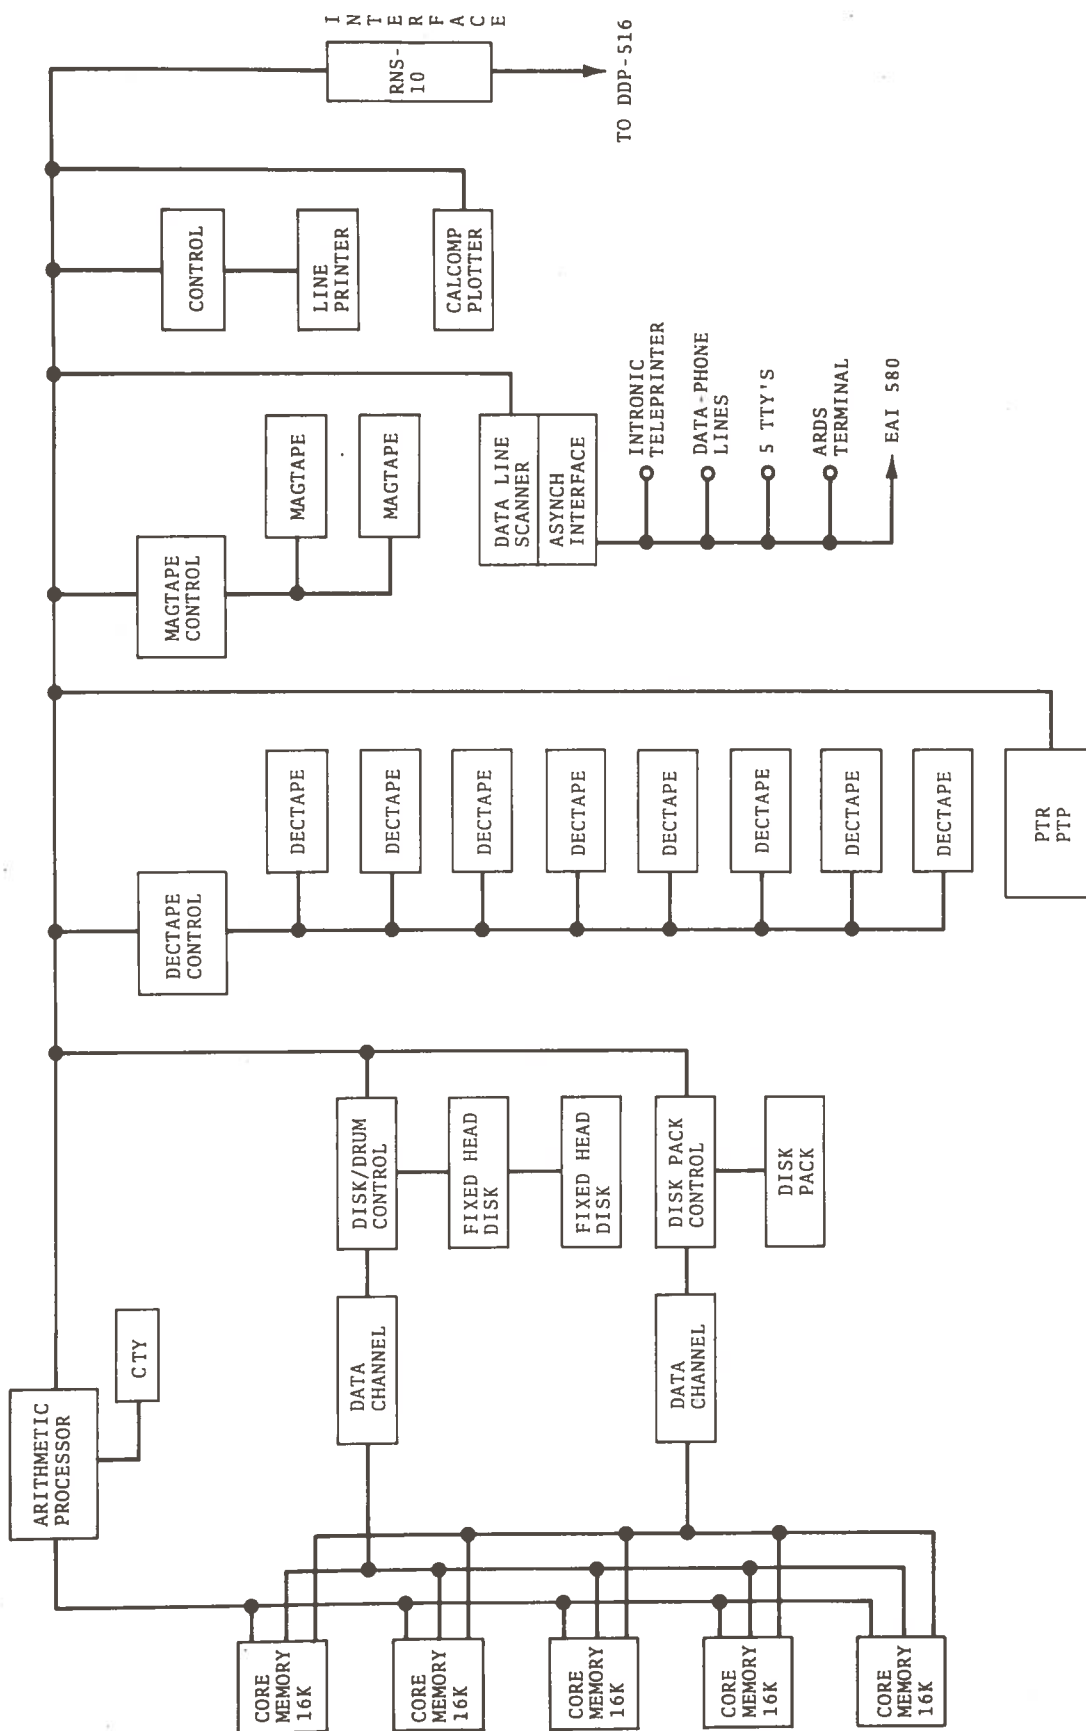 ARITHMETIC
PROCESSOR
CTY
CORE
MEMORY
16K
CORE
MEMORY
16K
CORE
MEMORY
16K
CORE
MEMORY
16K
CORE
MEMORY
16K
DATA
CHANNEL
DATA
CHANNEL
DISK/DRUM
CONTROL
FIXED HEAD
DISK
FIXED HEAD
DISK
DISK PACK
CONTROL
DISK
PACK
DECTAPE
CONTROL
DECTAPE
DECTAPE
DECTAPE
DECTAPE
DECTAPE
DECTAPE
DECTAPE
DECTAPE
PTR
PTP
MAGTAPE
CONTROL
MAGTAPE
MAGTAPE
DATA LINE
SCANNER
ASYNCH
INTERFACE
INTRONIC
TELEPRINTER
DATA-PHONE
LINES
5 TTY'S
ARDS
TERMINAL
EAI 580
CONTROL
LINE
PRINTER
CALCOMP
PLOTTER
RNS-
10
INTERFACE
TO DDP-516